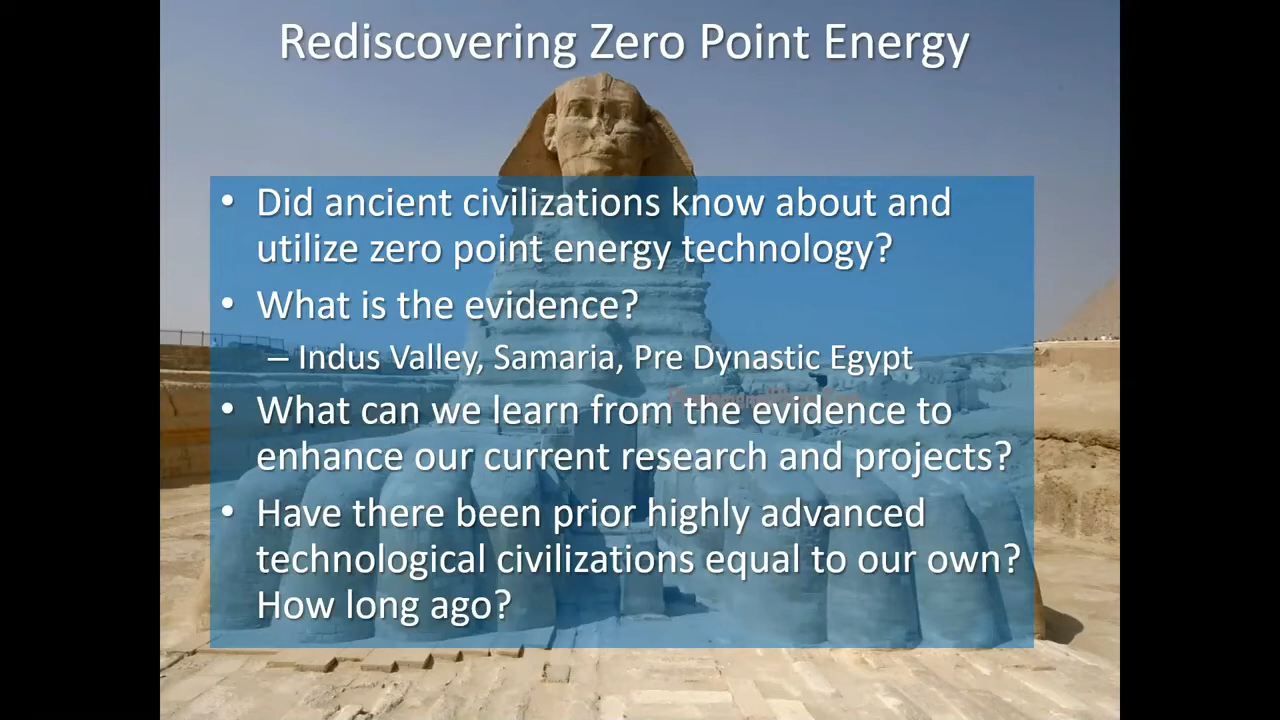 Rediscovering Zero Point Energy
• Did ancient civilizations know about and
utilize zero point energy technology?
• What is the evidence?
– Indus Valley, Samaria, Pre Dynastic Egypt
• What can we learn from the evidence to
enhance our current research and projects?
• Have there been prior highly advanced
technological civilizations equal to our own?
How long ago?